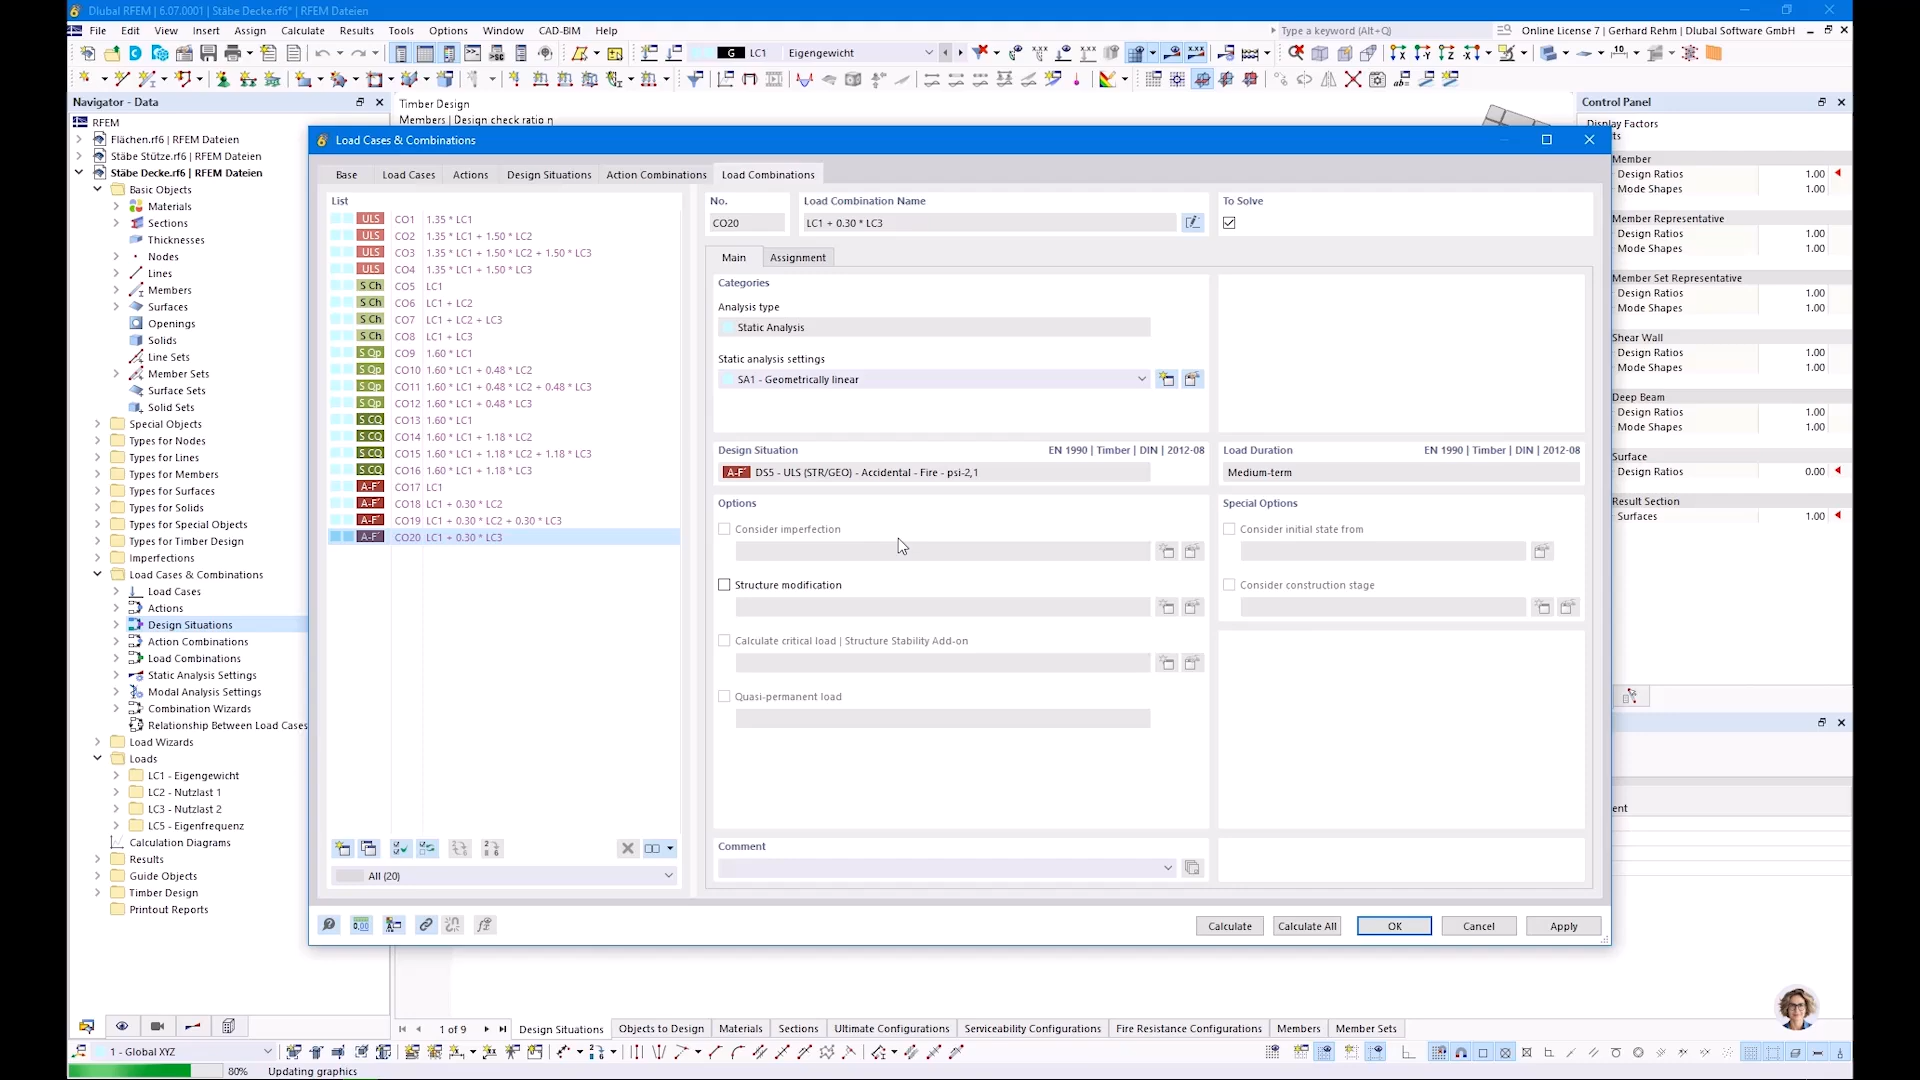 Dlubal RFEM | 6.07.0001 | Stäbe Decke.rf6* | RFEM Dateien
File Edit View Insert Assign Calculate Results Tools Options Window CAD-BIM Help
Type a keyword (Alt+Q)
Online License 7 | Gerhard Rehm | Dlubal Software GmbH
G LC1 Eigengewicht
Navigator - Data
RFEM
Flächen.rf6 | RFEM Dateien
Stäbe Stütze.rf6 | RFEM Dateien
Stäbe Decke.rf6 | RFEM Dateien
Basic Objects
Materials
Sections
Thicknesses
Nodes
Lines
Members
Surfaces
Openings
Solids
Line Sets
Member Sets
Surface Sets
Solid Sets
Special Objects
Types for Nodes
Types for Lines
Types for Members
Types for Surfaces
Types for Solids
Types for Special Objects
Types for Timber Design
Imperfections
Load Cases & Combinations
Load Cases
Actions
Design Situations
Action Combinations
Load Combinations
Static Analysis Settings
Modal Analysis Settings
Combination Wizards
Relationship Between Load Cases
Load Wizards
Loads
LC1 - Eigengewicht
LC2 - Nutzlast 1
LC3 - Nutzlast 2
LC5 - Eigenfrequenz
Calculation Diagrams
Results
Guide Objects
Timber Design
Printout Reports
Timber Design
Members | Design check ratio η
Load Cases & Combinations
Base Load Cases Actions Design Situations Action Combinations Load Combinations
List
ULS CO1 1.35 * LC1
ULS CO2 1.35 * LC1 + 1.50 * LC2
ULS CO3 1.35 * LC1 + 1.50 * LC2 + 1.50 * LC3
ULS CO4 1.35 * LC1 + 1.50 * LC3
S Ch CO5 LC1
S Ch CO6 LC1 + LC2
S Ch CO7 LC1 + LC2 + LC3
S Ch CO8 LC1 + LC3
S Qp CO9 1.60 * LC1
S Qp CO10 1.60 * LC1 + 0.48 * LC2
S Qp CO11 1.60 * LC1 + 0.48 * LC2 + 0.48 * LC3
S Qp CO12 1.60 * LC1 + 0.48 * LC3
S CQ CO13 1.60 * LC1
S CQ CO14 1.60 * LC1 + 1.18 * LC2
S CQ CO15 1.60 * LC1 + 1.18 * LC2 + 1.18 * LC3
S CQ CO16 1.60 * LC1 + 1.18 * LC3
A-F CO17 LC1
A-F CO18 LC1 + 0.30 * LC2
A-F CO19 LC1 + 0.30 * LC2 + 0.30 * LC3
A-F CO20 LC1 + 0.30 * LC3
All (20)
No.
CO20
Load Combination Name
LC1 + 0.30 * LC3
To Solve
Main Assignment
Categories
Analysis type
Static Analysis
Static analysis settings
SA1 - Geometrically linear
Design Situation EN 1990 | Timber | DIN | 2012-08
A-F DS5 - ULS (STR/GEO) - Accidental - Fire - psi-2,1
Load Duration EN 1990 | Timber | DIN | 2012-08
Medium-term
Options
Consider imperfection
Structure modification
Calculate critical load | Structure Stability Add-on
Quasi-permanent load
Special Options
Consider initial state from
Consider construction stage
Comment
Calculate Calculate All OK Cancel Apply
Control Panel
Display Factors
ts
Member
Design Ratios 1.00
Mode Shapes 1.00
Member Representative
Design Ratios 1.00
Mode Shapes 1.00
Member Set Representative
Design Ratios 1.00
Mode Shapes 1.00
Shear Wall
Design Ratios 1.00
Mode Shapes 1.00
Deep Beam
Design Ratios 1.00
Mode Shapes 1.00
Surface
Design Ratios 0.00
Result Section
Surfaces 1.00
ent
1 of 9 Design Situations Objects to Design Materials Sections Ultimate Configurations Serviceability Configurations Fire Resistance Configurations Members Member Sets
1 - Global XYZ
80% Updating graphics